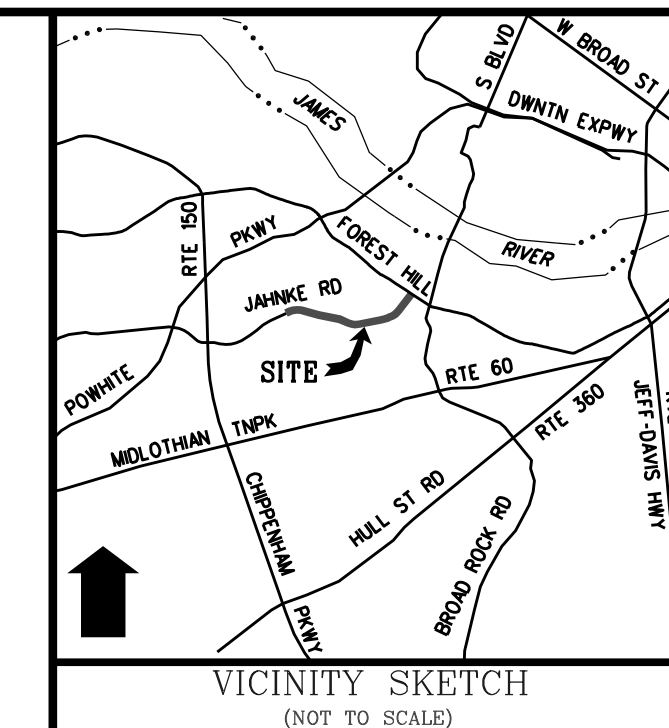 W BROAD ST
S BLVD
DWNTN EXPWY
JAMES
RIVER
RTE 150
PKWY
FOREST HILL
JAHNKE RD
SITE
POWHITE
RTE 60
RTE 360
MIDLOTHIAN TNPK
JEFF-DAVIS HWY
CHIPPENHAM
PKWY
HULL ST RD
BROAD ROCK RD
VICINITY SKETCH
(NOT TO SCALE)